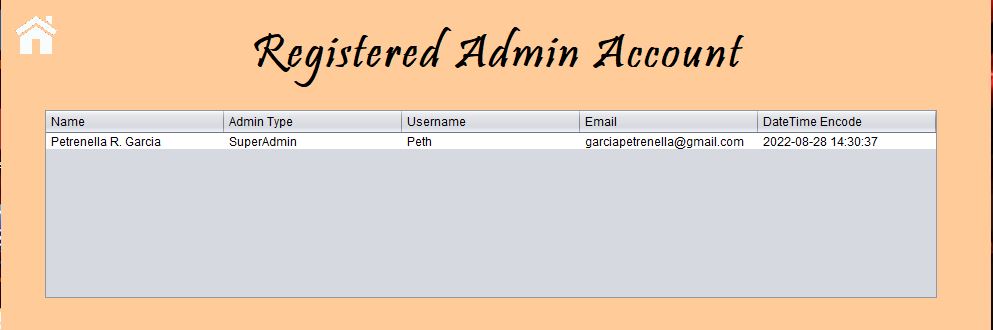 Registered Admin Account
Name Admin Type Username Email DateTime Encode
Petrenella R. Garcia SuperAdmin Peth garciapetrenella@gmail.com 2022-08-28 14:30:37